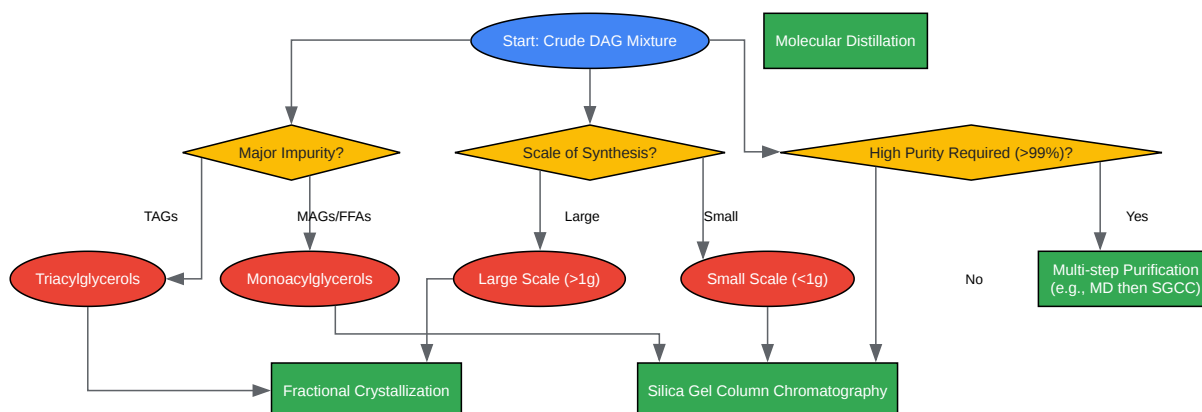 Start: Crude DAG Mixture
Molecular Distillation
Major Impurity?
Scale of Synthesis?
High Purity Required (>99%)?
TAGs
MAGs/FFAs
Large
Small
Yes
Triacylglycerols
Monoacylglycerols
Large Scale (>1g)
Small Scale (<1g)
No
Multi-step Purification
(e.g., MD then SGCC)
Fractional Crystallization
Silica Gel Column Chromatography